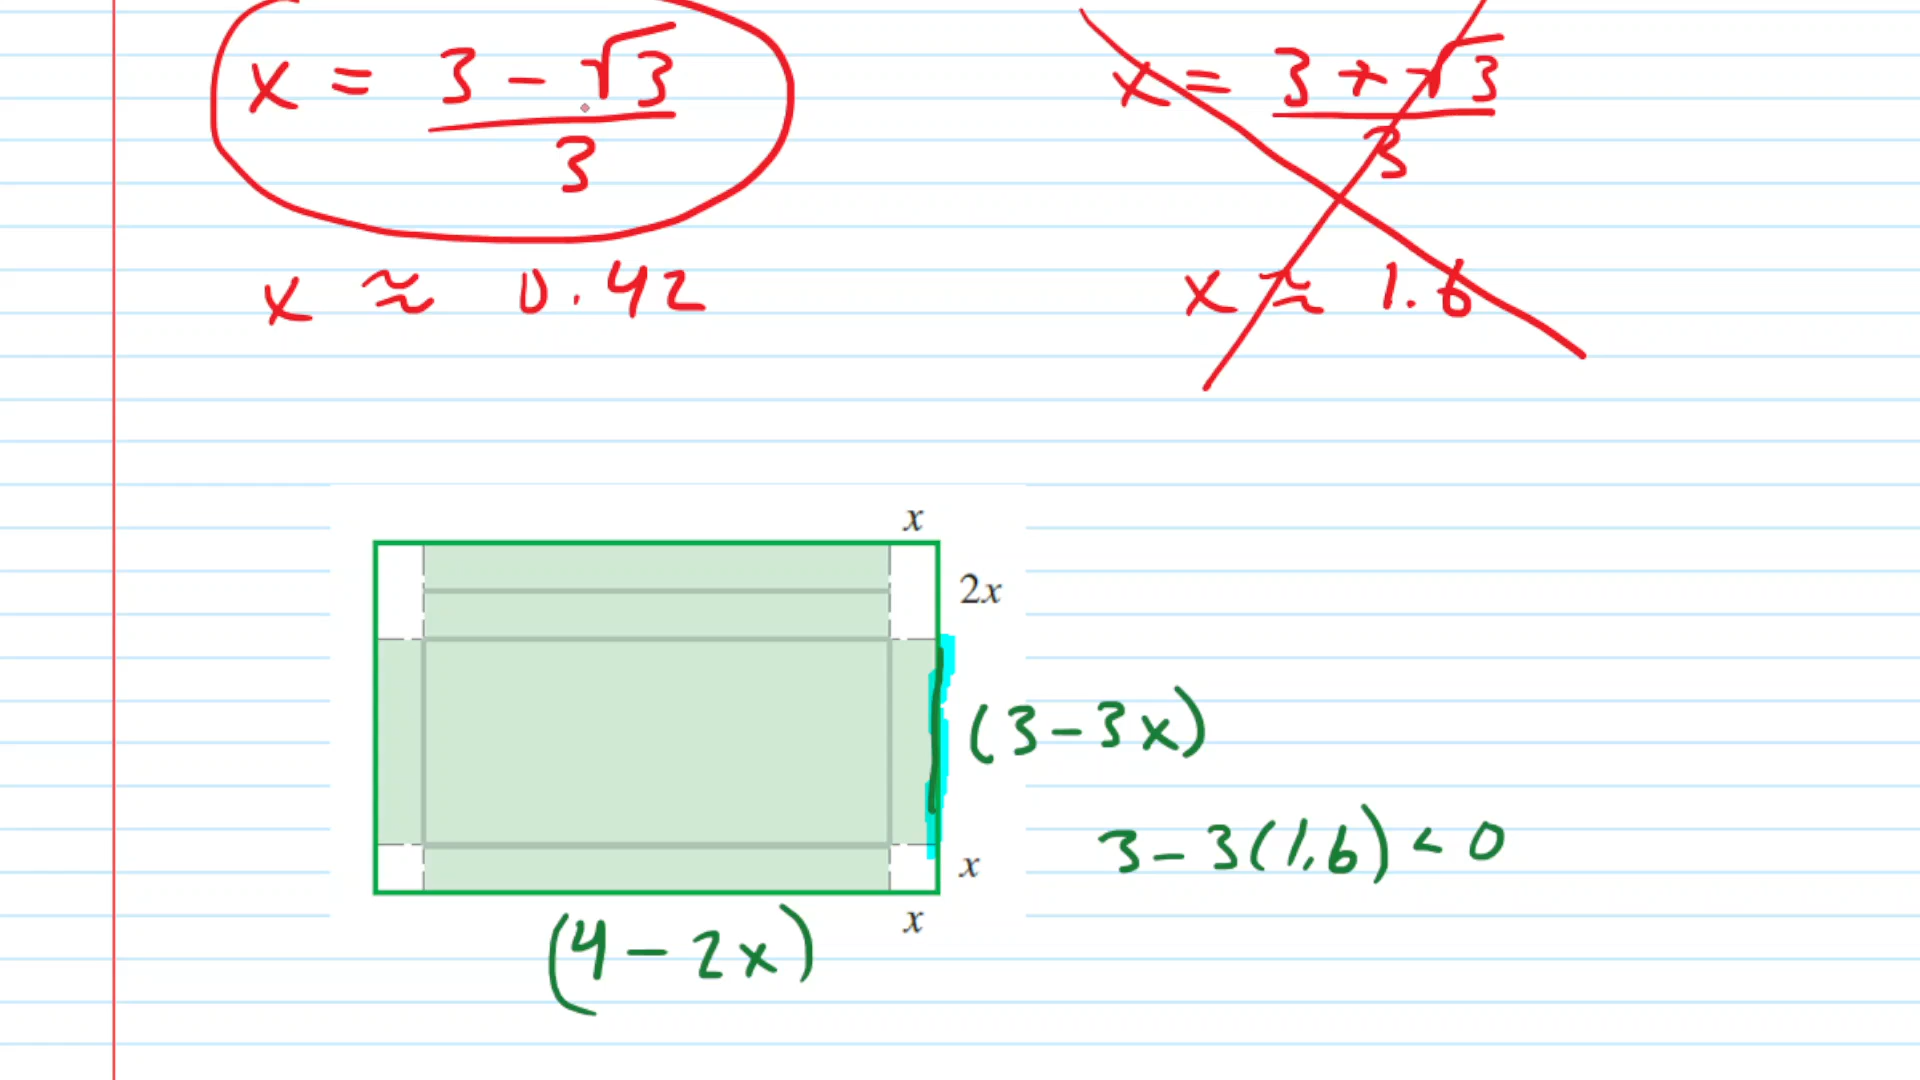 x = (3 - √3)/3
x = (3 + √3)/3
x ≈ 0.42
x ≈ 1.6
x
2x
(3-3x)
3-3(1.6) < 0
x
x
(4-2x)